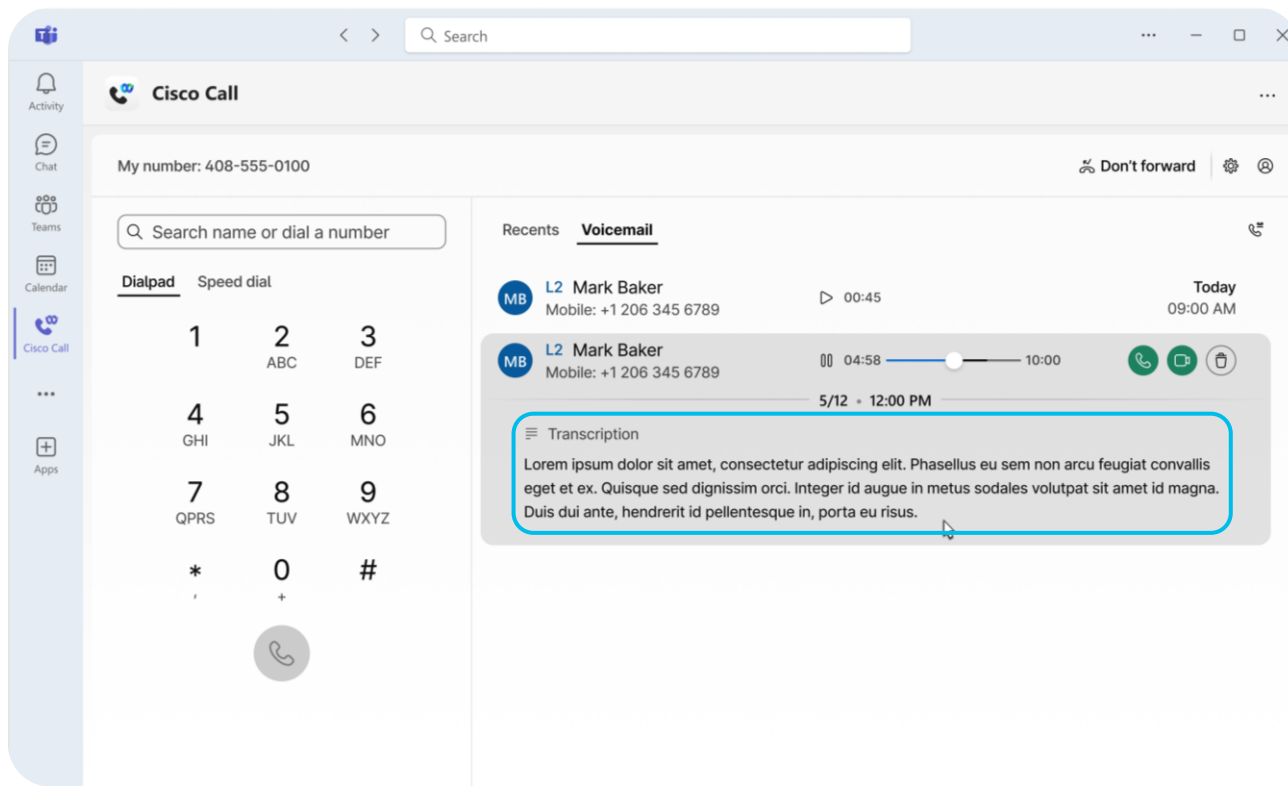 Search
Activity
Chat
Teams
Calendar
Cisco Call
Apps
Cisco Call
My number: 408-555-0100
Don't forward
Search name or dial a number
Dialpad Speed dial
1 2 3
ABC DEF
4 5 6
GHI JKL MNO
7 8 9
QPRS TUV WXYZ
* 0 #
, +
Recents Voicemail
MB
L2 Mark Baker
Mobile: +1 206 345 6789
00:45
Today
09:00 AM
MB
L2 Mark Baker
Mobile: +1 206 345 6789
04:58 10:00
5/12 • 12:00 PM
Transcription
Lorem ipsum dolor sit amet, consectetur adipiscing elit. Phasellus eu sem non arcu feugiat convallis
eget et ex. Quisque sed dignissim orci. Integer id augue in metus sodales volutpat sit amet id magna.
Duis dui ante, hendrerit id pellentesque in, porta eu risus.